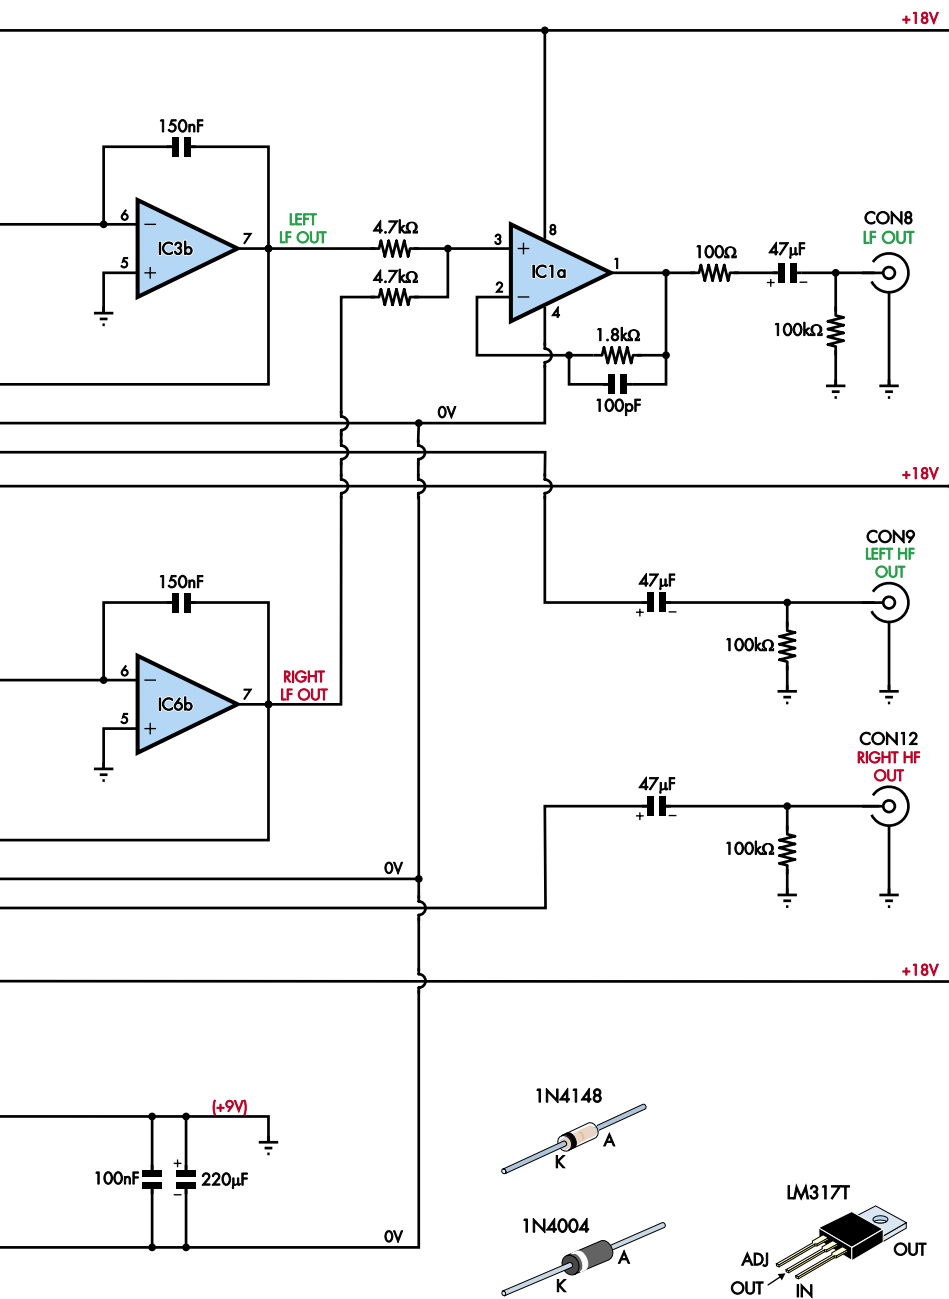 +18V
150nF
6
−
IC3b
7
5
+
LEFT
LF OUT
4.7kΩ
4.7kΩ
3
+
8
IC1a
1
2
−
4
100Ω
47µF
+
−
CON8
LF OUT
100kΩ
1.8kΩ
100pF
0V
+18V
CON9
LEFT HF
OUT
47µF
+
−
100kΩ
150nF
6
−
IC6b
7
5
+
RIGHT
LF OUT
CON12
RIGHT HF
OUT
47µF
+
−
100kΩ
0V
+18V
(+9V)
100nF
+
220µF
−
0V
1N4148
K
A
1N4004
K
A
LM317T
ADJ
OUT
IN
OUT